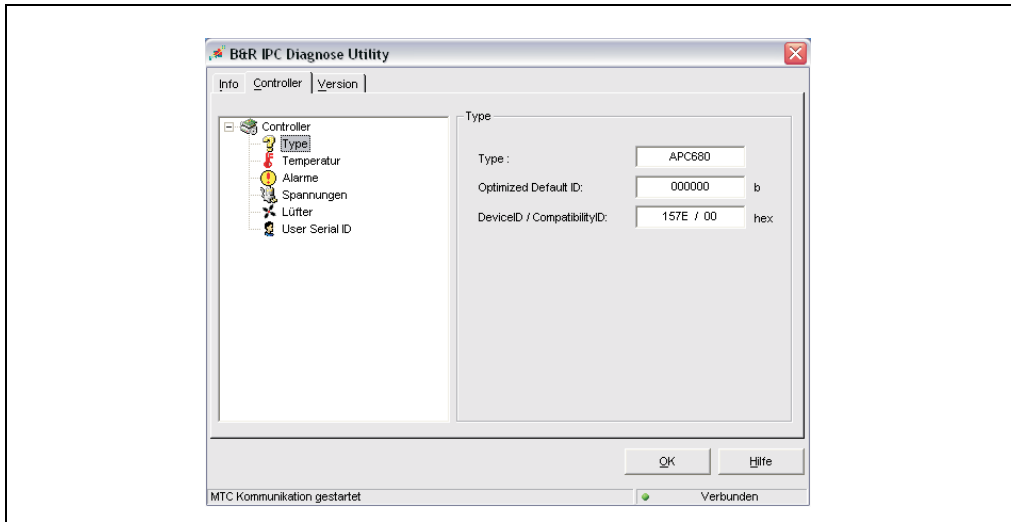 B&R IPC Diagnose Utility
Info Controller Version
Controller
Type
Temperatur
Alarme
Spannungen
Lüfter
User Serial ID
Type
Type : APC680
Optimized Default ID: 000000 b
DeviceID / CompatibilityID: 157E / 00 hex
OK Hilfe
MTC Kommunikation gestartet Verbunden